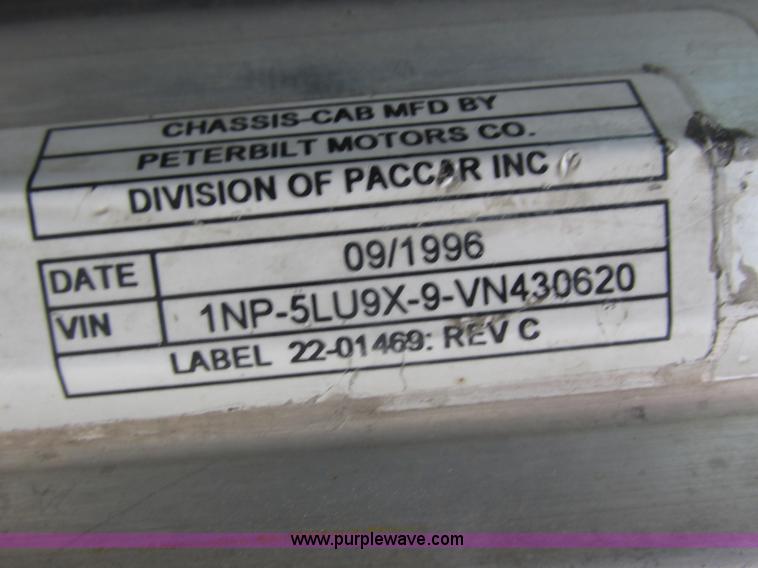 CHASSIS-CAB MFD BY
PETERBILT MOTORS CO.
DIVISION OF PACCAR INC
DATE 09/1996
VIN 1NP-5LU9X-9-VN430620
LABEL 22-01469: REV C
www.purplewave.com